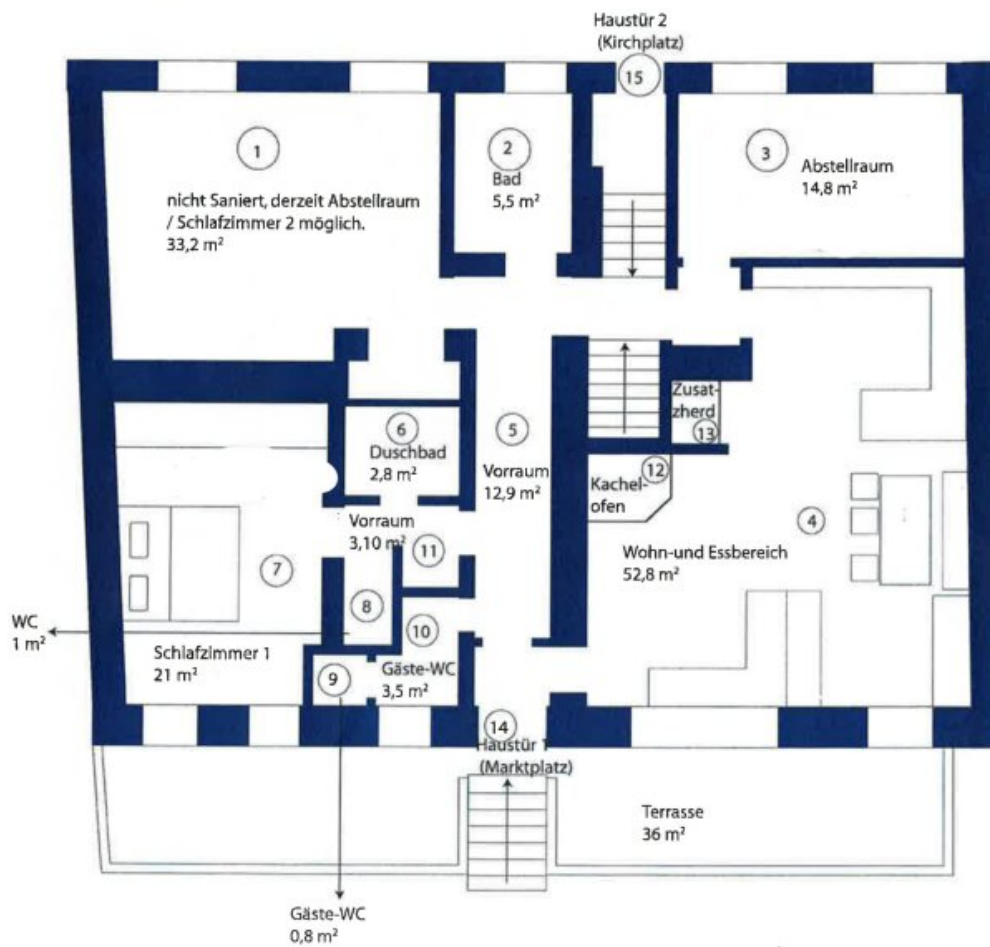 Haustür 2
(Kirchplatz)
15
1
nicht Saniert, derzeit Abstellraum
/ Schlafzimmer 2 möglich.
33,2 m²
2
Bad
5,5 m²
3
Abstellraum
14,8 m²
6
Duschbad
2,8 m²
5
Vorraum
12,9 m²
Zusat-
zherd
13
12
Kachel-
ofen
4
Wohn-und Essbereich
52,8 m²
Vorraum
3,10 m²
11
7
8
10
WC
1 m²
Schlafzimmer 1
21 m²
9
Gäste-WC
3,5 m²
14
Haustür 1
(Marktplatz)
Terrasse
36 m²
Gäste-WC
0,8 m²